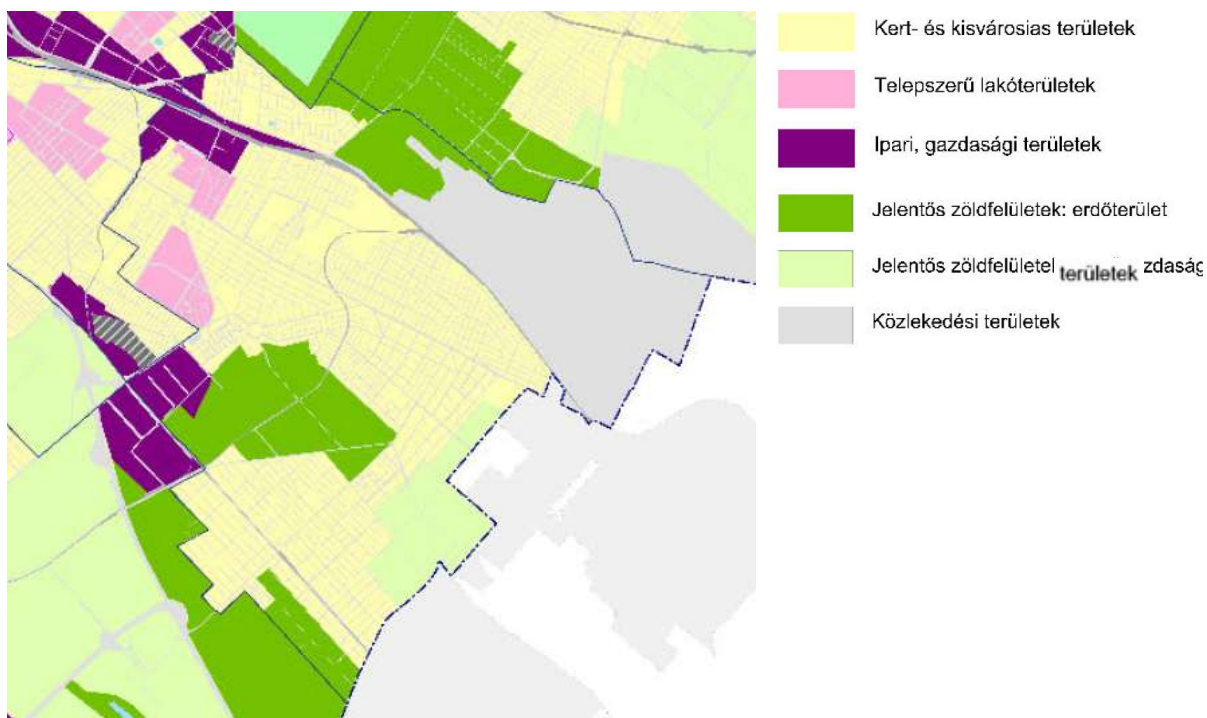 Kert- és kisvárosias területek
Telepszerű lakóterületek
Ipari, gazdasági területek
Jelentős zöldfelületek: erdőterület
Jelentős zöldfelületel területek zdaság
Közlekedési területek